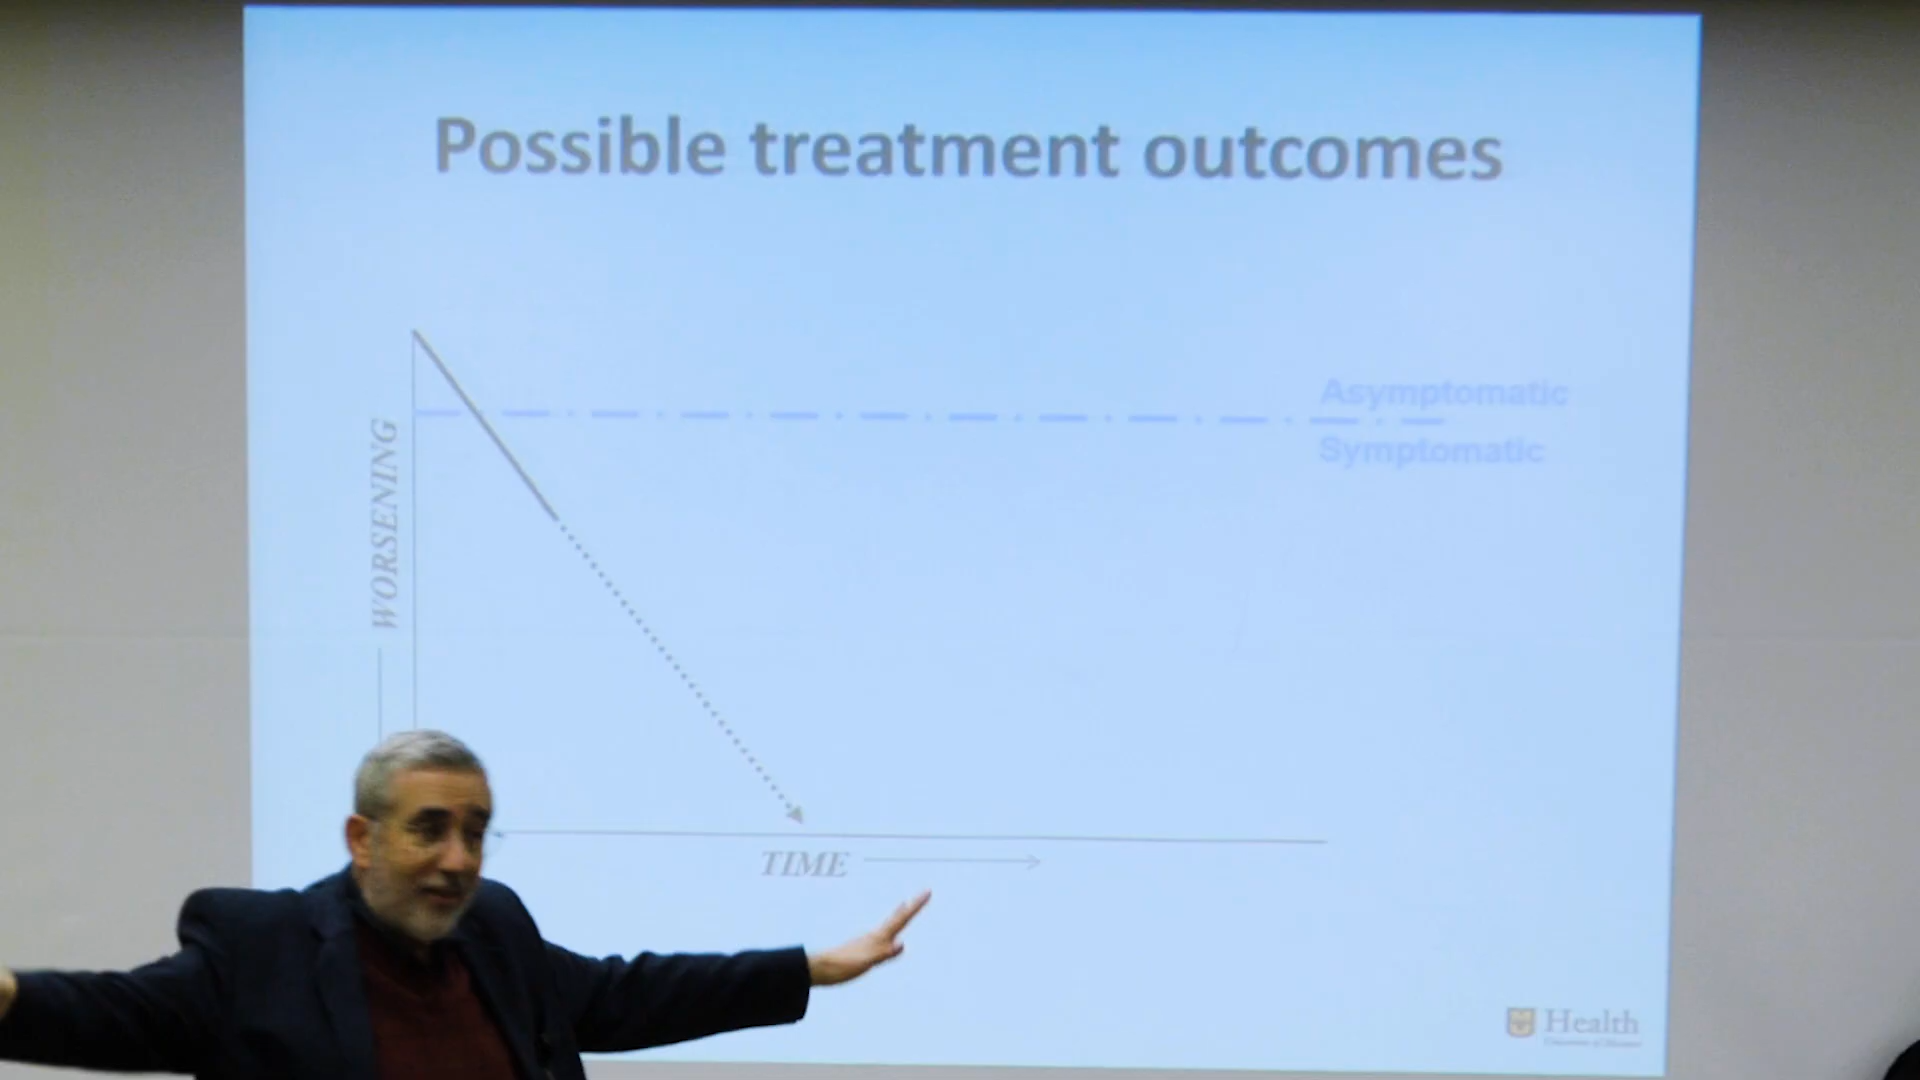 Possible treatment outcomes
Asymptomatic
Symptomatic
WORSENING
TIME
Health